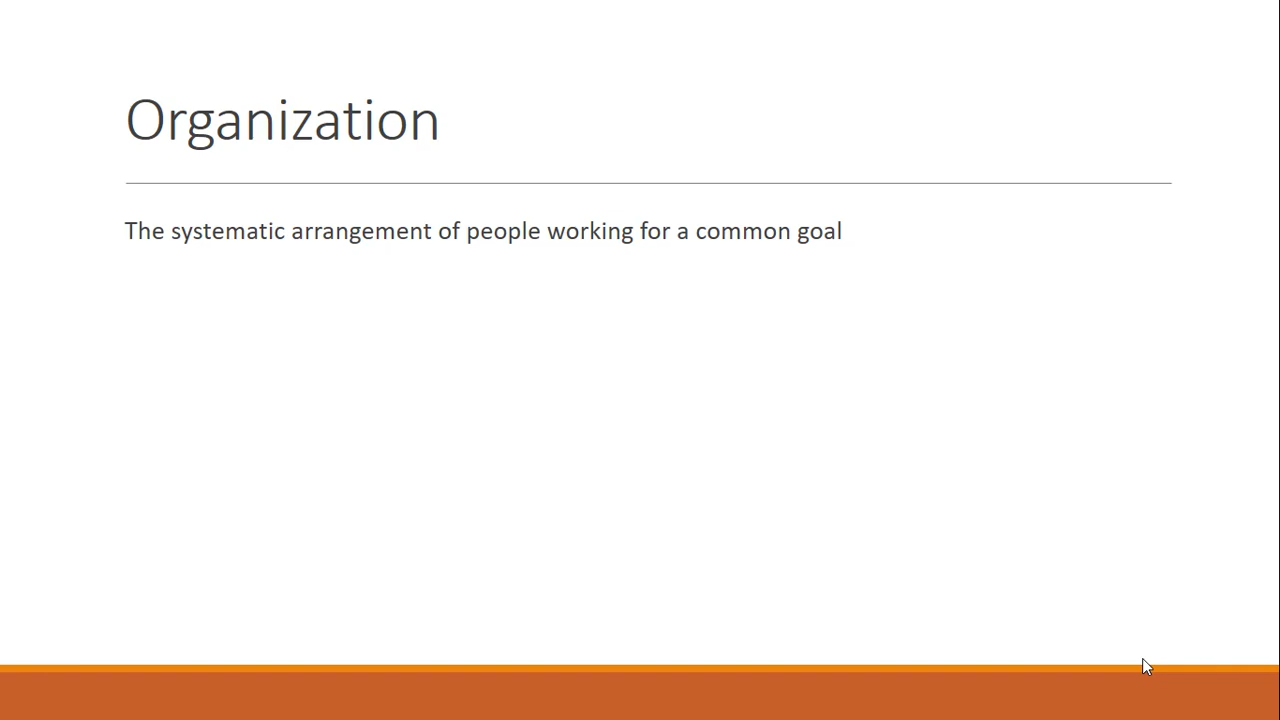 Organization
The systematic arrangement of people working for a common goal